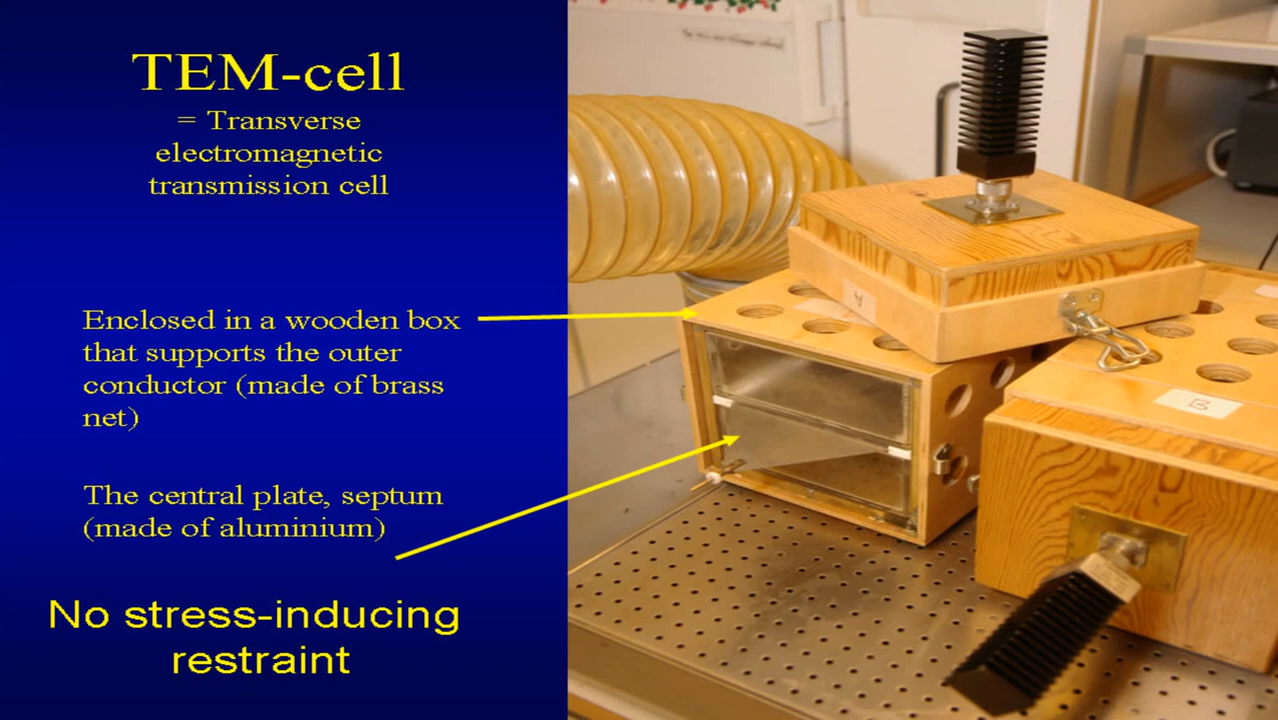 TEM-cell
= Transverse
electromagnetic
transmission cell
Enclosed in a wooden box
that supports the outer
conductor (made of brass
net)
The central plate, septum
(made of aluminium)
No stress-inducing
restraint
A
B